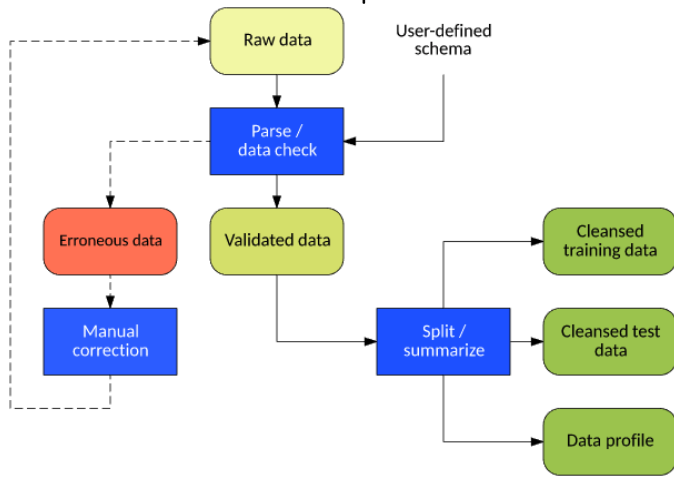 Raw data
User-defined
schema
Parse /
data check
Erroneous data
Validated data
Cleansed
training data
Manual
correction
Split /
summarize
Cleansed test
data
Data profile